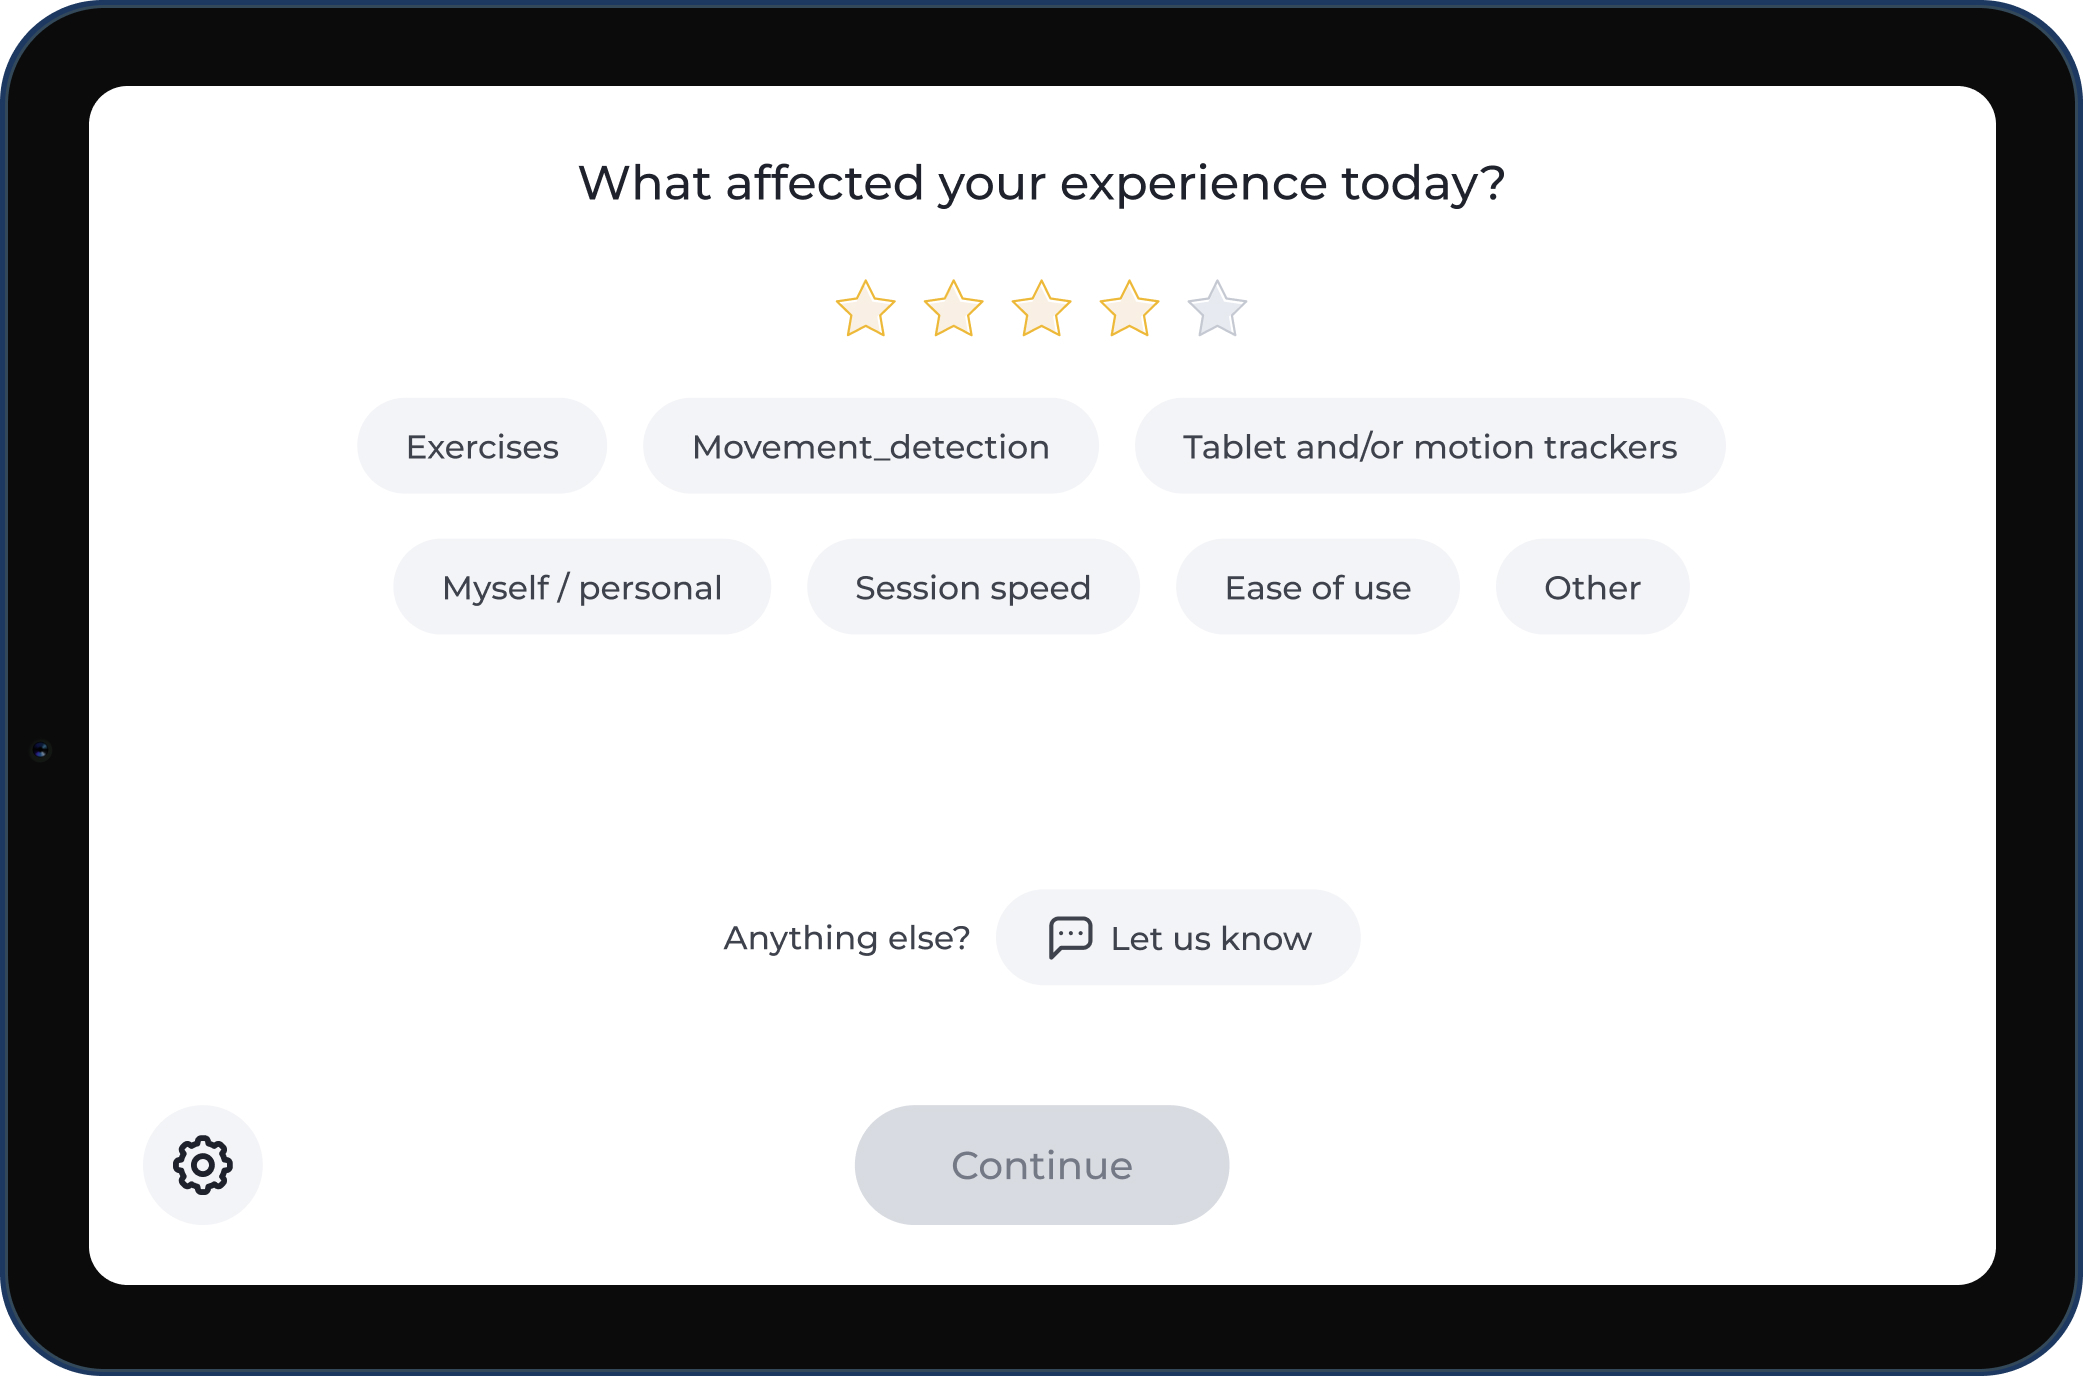 What affected your experience today?
Exercises Movement_detection Tablet and/or motion trackers
Myself / personal Session speed Ease of use Other
Anything else? Let us know
Continue